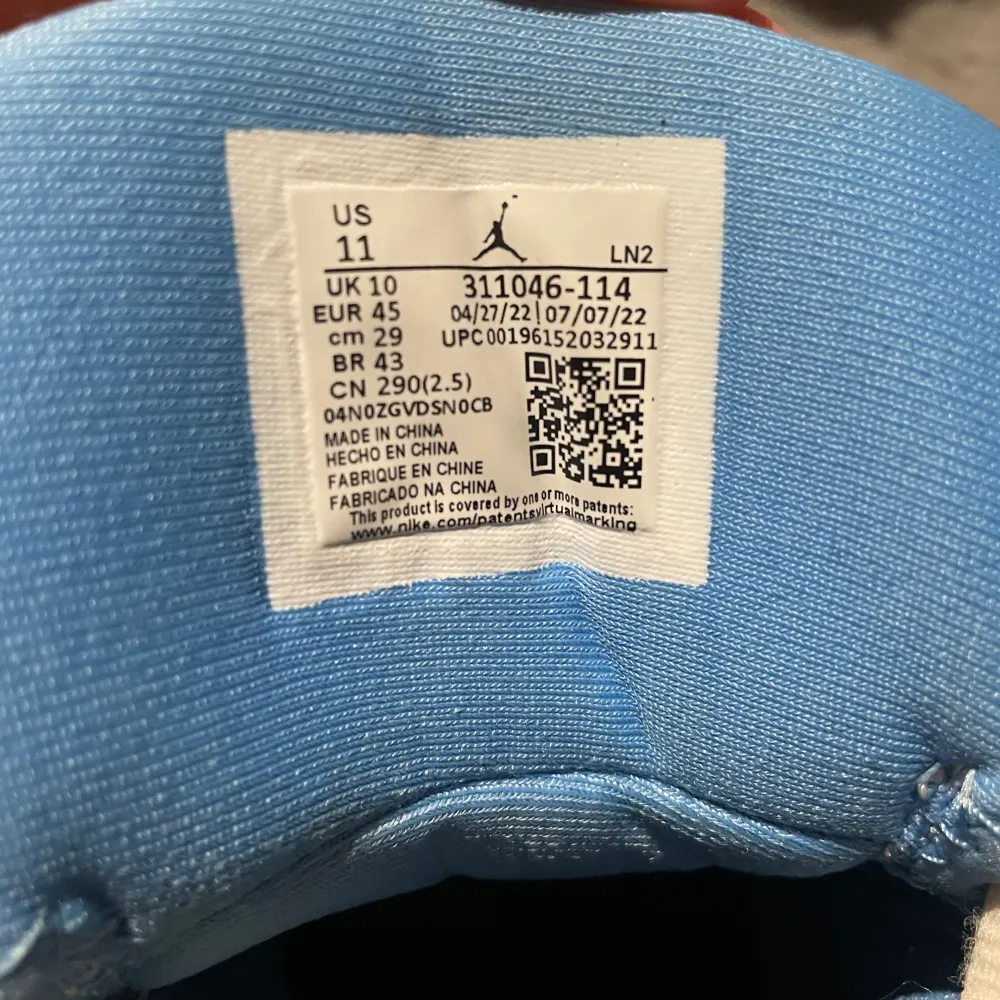 US
11
LN2
UK 10
311046-114
EUR 45
04/27/22|07/07/22
cm 29
UPC 00196152032911
BR 43
CN 290(2.5)
04N0ZGVDSN0CB
MADE IN CHINA
HECHO EN CHINA
FABRIQUE EN CHINE
FABRICADO NA CHINA
This product is covered by one or more patents:
www.nike.com/patentsvirtualmarking